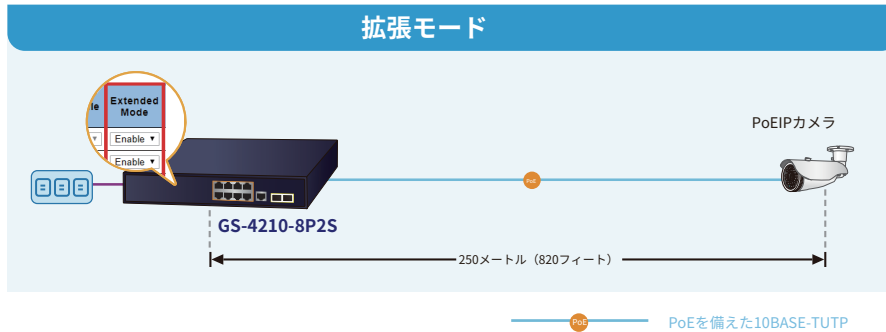 拡張モード
le
Extended
Mode
Enable
Enable
PoEIPカメラ
PoE
GS-4210-8P2S
250メートル（820フィート）
PoE
PoEを備えた10BASE-TUTP